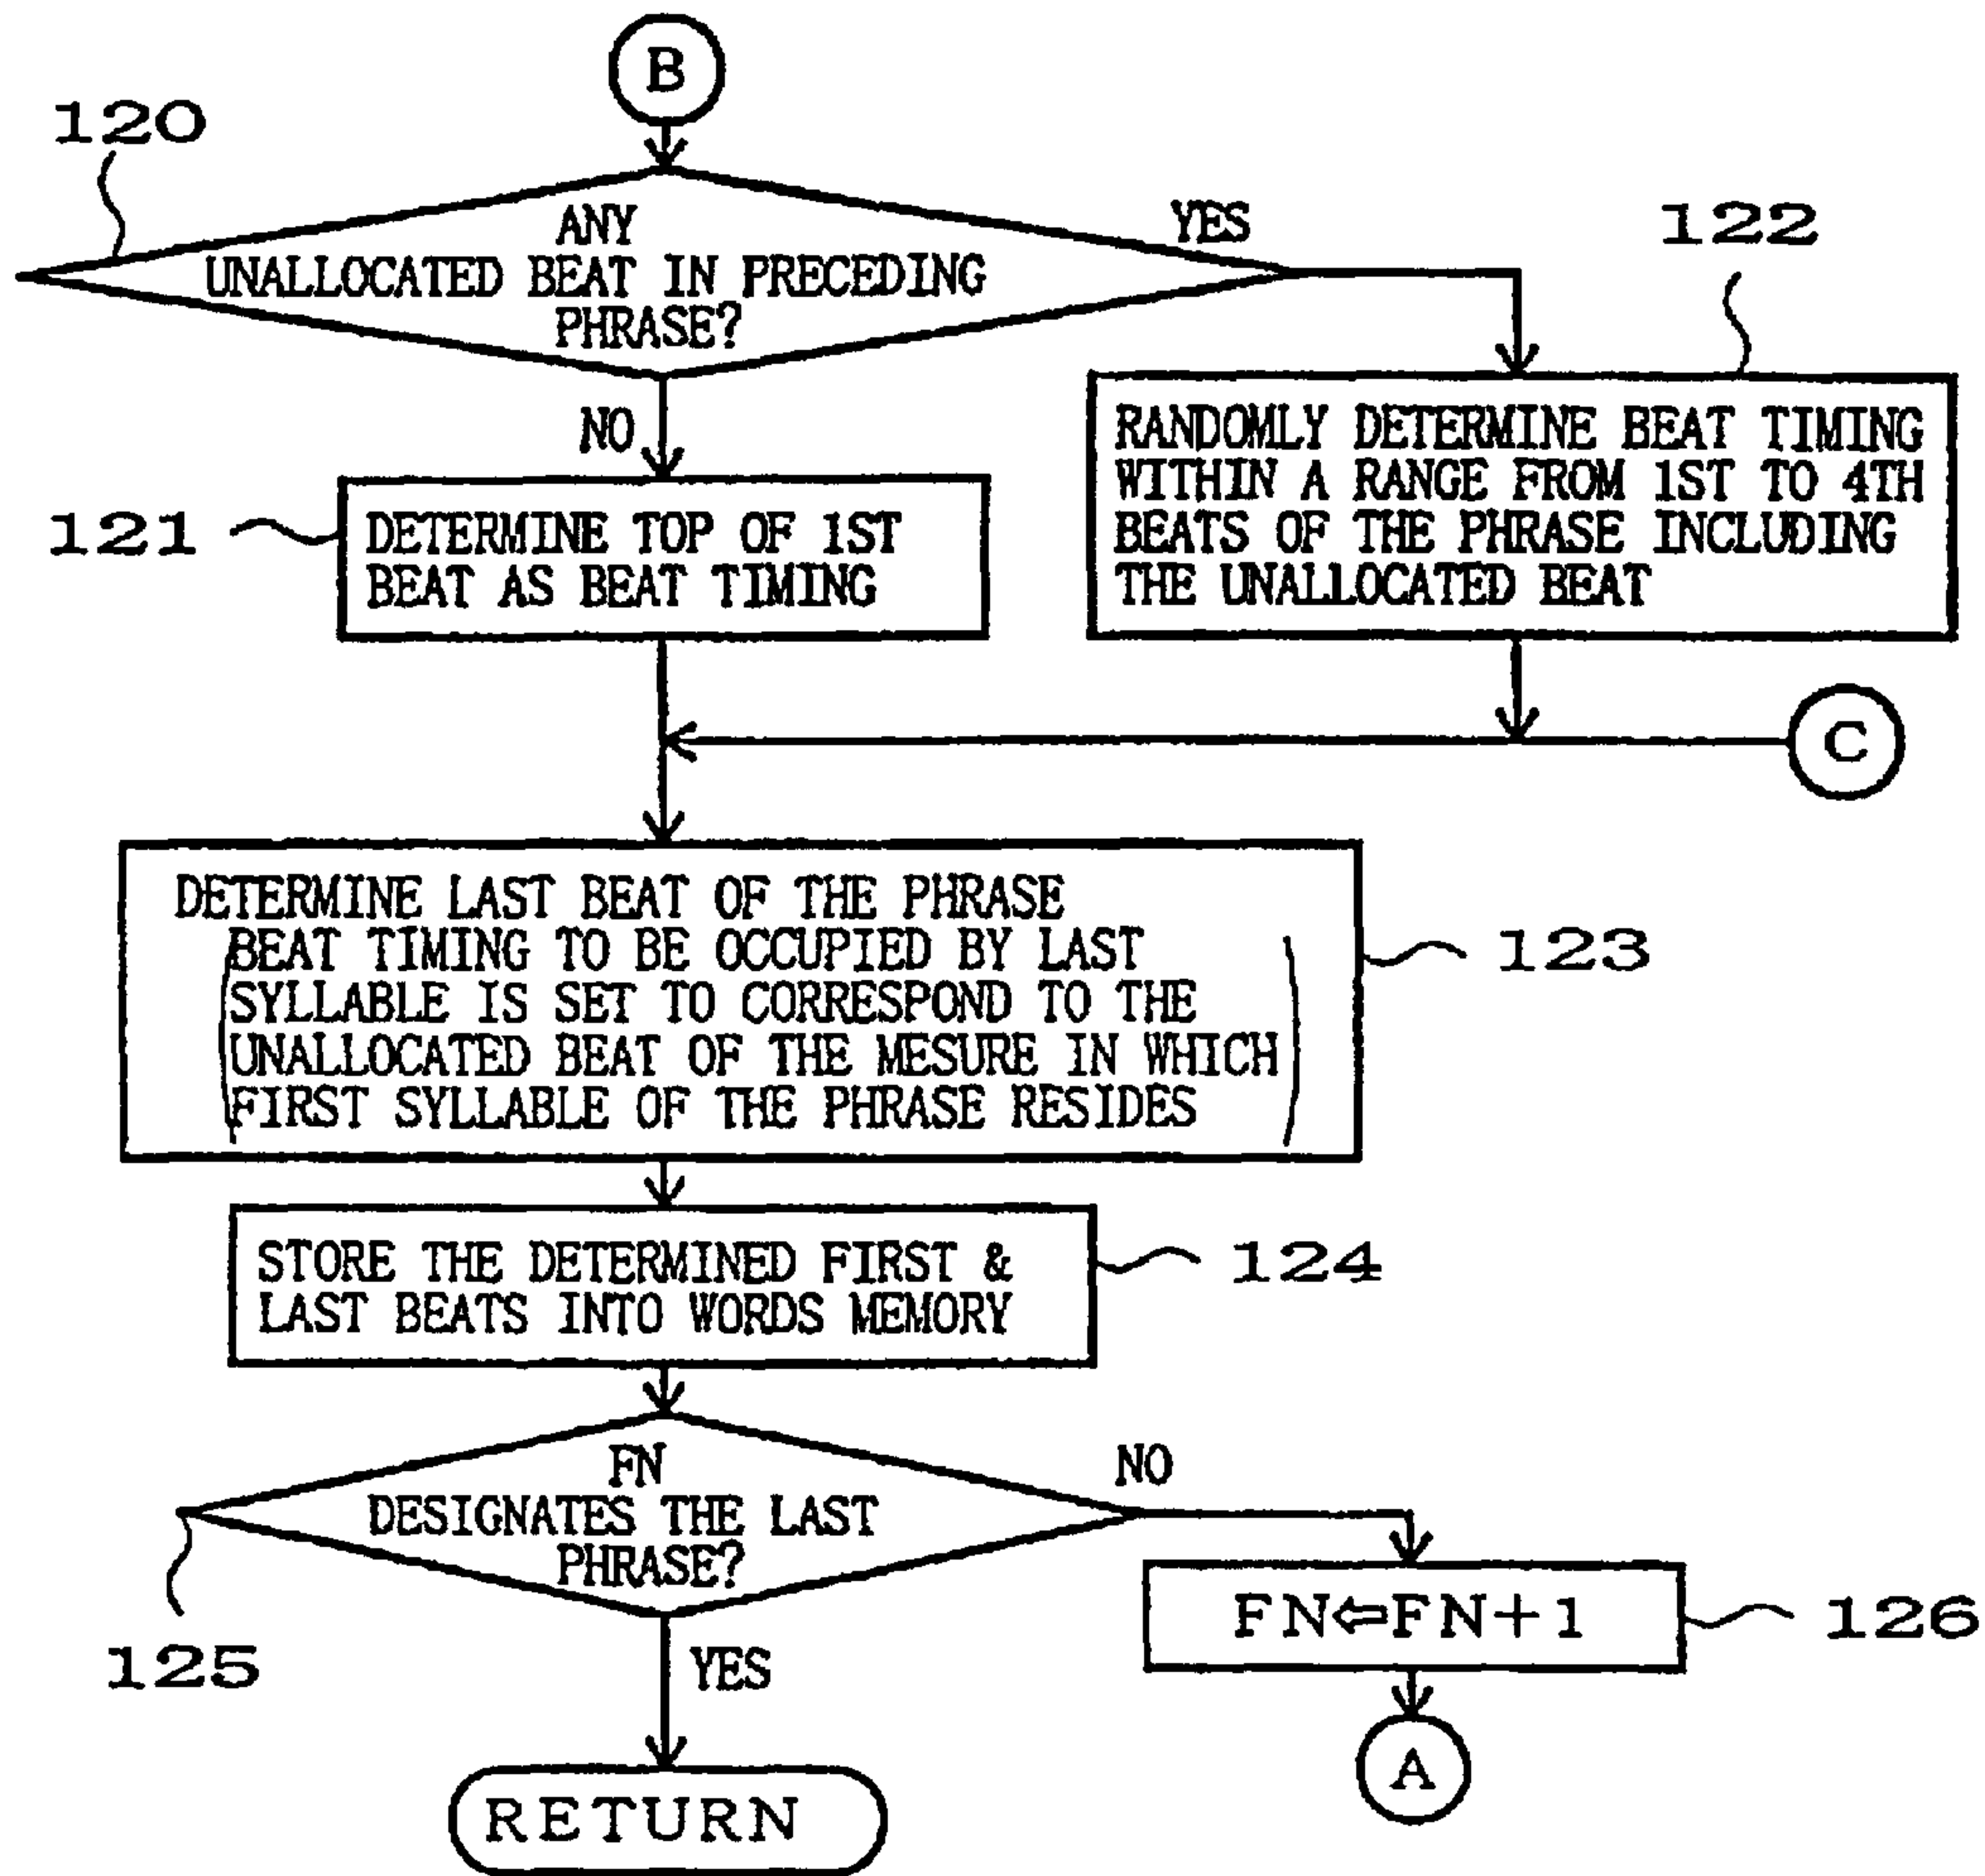 B
120
ANY
UNALLOCATED BEAT IN PRECEDING
PHRASE?
YES
NO
122
RANDOMLY DETERMINE BEAT TIMING
WITHIN A RANGE FROM 1ST TO 4TH
BEATS OF THE PHRASE INCLUDING
THE UNALLOCATED BEAT
121
DETERMINE TOP OF 1ST
BEAT AS BEAT TIMING
C
DETERMINE LAST BEAT OF THE PHRASE
(BEAT TIMING TO BE OCCUPIED BY LAST
SYLLABLE IS SET TO CORRESPOND TO THE
UNALLOCATED BEAT OF THE MESURE IN WHICH
FIRST SYLLABLE OF THE PHRASE RESIDES)
123
STORE THE DETERMINED FIRST &
LAST BEATS INTO WORDS MEMORY
124
FN
DESIGNATES THE LAST
PHRASE?
NO
125
YES
FN⇐FN+1
126
A
RETURN